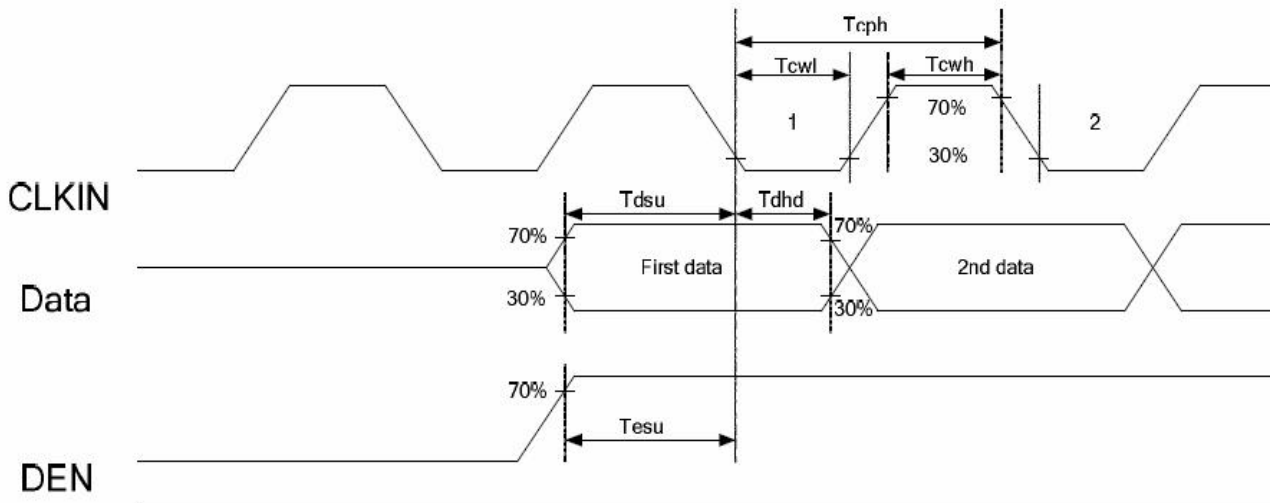 Tcph
Tcwl
Tcwh
1
70%
2
30%
CLKIN
Tdsu
Tdhd
70%
70%
First data
2nd data
Data
30%
30%
70%
Tesu
DEN